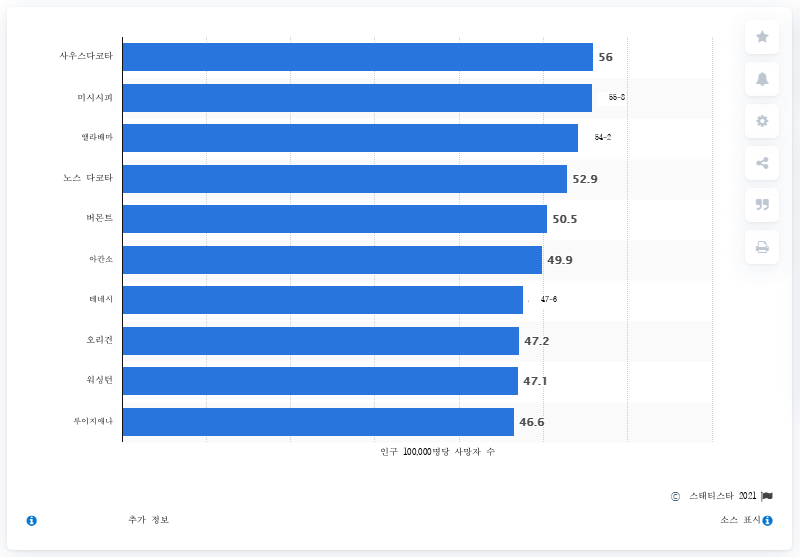 사우스다코타 56
미시시피 55-8
앨라배마 54-2
노스 다코타 52.9
버몬트 50.5
아칸소 49.9
테네시 47-6
오리건 47.2
워싱턴 47.1
루이지애나 46.6
인구 100,000명당 사망자 수
© 스태티스타 2021
추가 정보 소스 표시